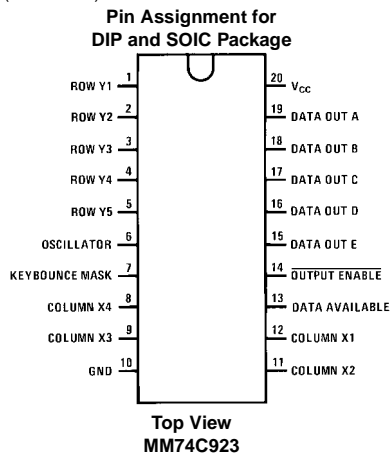 Pin Assignment for
DIP and SOIC Package
ROW Y1 1 20 VCC
ROW Y2 2 19 DATA OUT A
ROW Y3 3 18 DATA OUT B
ROW Y4 4 17 DATA OUT C
ROW Y5 5 16 DATA OUT D
OSCILLATOR 6 15 DATA OUT E
KEYBOUNCE MASK 7 14 OUTPUT ENABLE
COLUMN X4 8 13 DATA AVAILABLE
COLUMN X3 9 12 COLUMN X1
GND 10 11 COLUMN X2
Top View
MM74C923